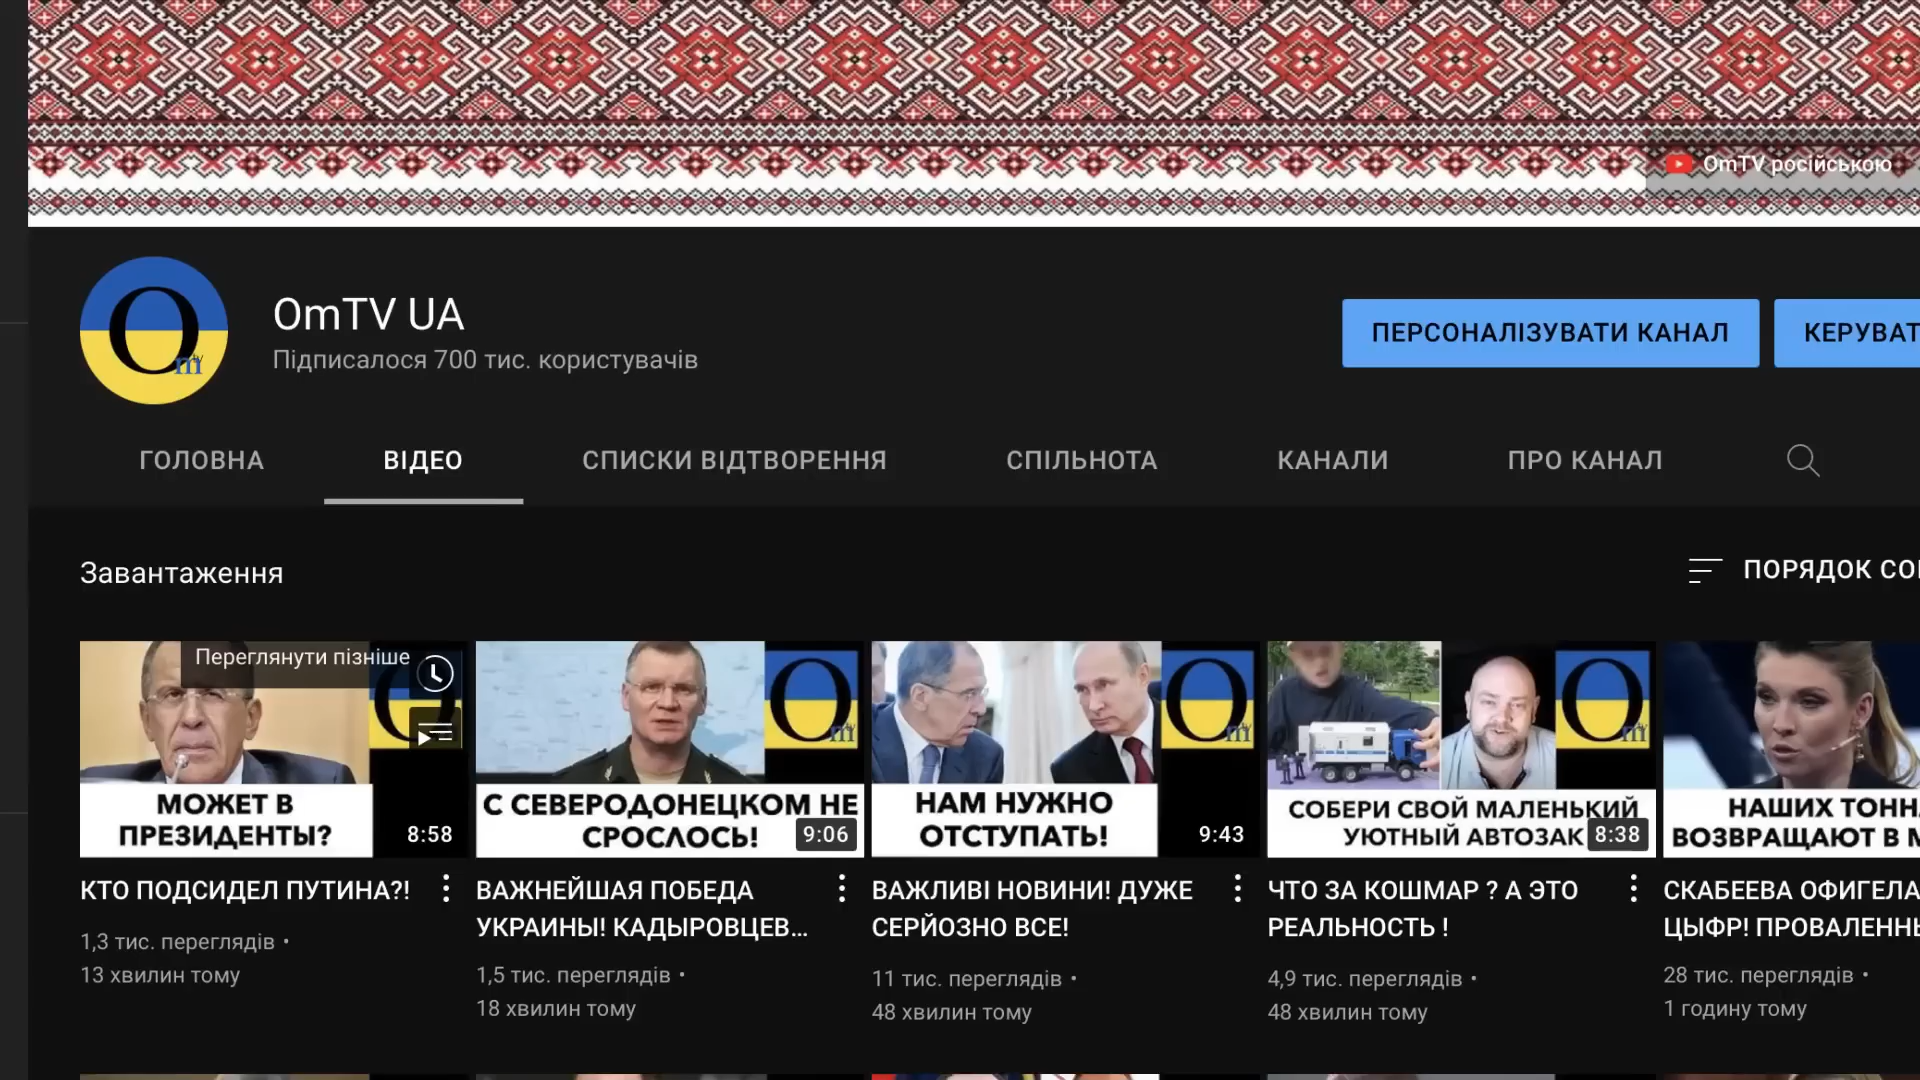 OmTV російською
OmTV UA
Підписалося 700 тис. користувачів
ПЕРСОНАЛІЗУВАТИ КАНАЛ
КЕРУВАТ
ГОЛОВНА
ВІДЕО
СПИСКИ ВІДТВОРЕННЯ
СПІЛЬНОТА
КАНАЛИ
ПРО КАНАЛ
Завантаження
ПОРЯДОК СО
Переглянути пізніше
МОЖЕТ В
ПРЕЗИДЕНТЫ?
8:58
КТО ПОДСИДЕЛ ПУТИНА?!
1,3 тис. переглядів •
13 хвилин тому
С СЕВЕРОДОНЕЦКОМ НЕ
СРОСЛОСЬ!
9:06
ВАЖНЕЙШАЯ ПОБЕДА
УКРАИНЫ! КАДЫРОВЦЕВ...
1,5 тис. переглядів •
18 хвилин тому
НАМ НУЖНО
ОТСТУПАТЬ!
9:43
ВАЖЛИВІ НОВИНИ! ДУЖЕ
СЕРЙОЗНО ВСЕ!
11 тис. переглядів •
48 хвилин тому
СОБЕРИ СВОЙ МАЛЕНЬКИЙ
УЮТНЫЙ АВТОЗАК
8:38
ЧТО ЗА КОШМАР ? А ЭТО
РЕАЛЬНОСТЬ !
4,9 тис. переглядів •
48 хвилин тому
НАШИХ ТОНН
ВОЗВРАЩАЮТ В М
СКАБЕЕВА ОФИГЕЛА
ЦЫФР! ПРОВАЛЕННЫ
28 тис. переглядів •
1 годину тому